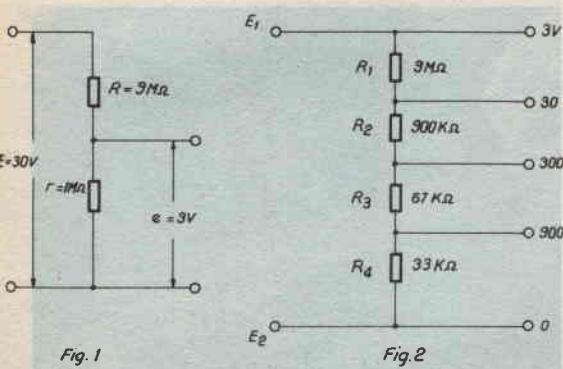 R = 9MΩ
E=30V
r=1MΩ
e = 3V
Fig. 1
E1
3V
R1
9MΩ
30
R2
900KΩ
300
R3
67KΩ
900
R4
33KΩ
E2
0
Fig.2